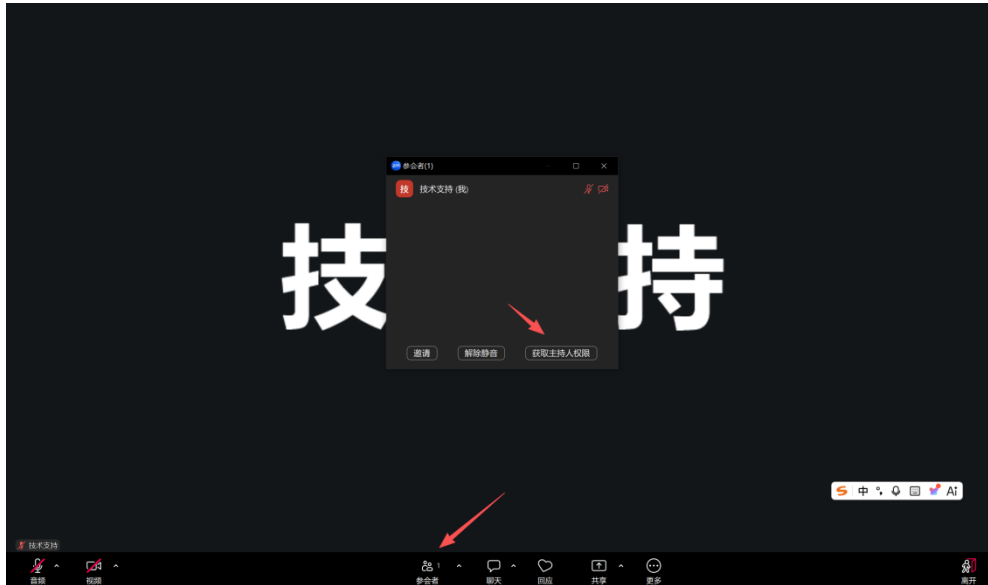 参会者(1)
技 技术支持 (我)
技 持
邀请 解除静音 获取主持人权限
中 Ai
技术支持
音频 视频 参会者 1 聊天 回应 共享 更多 离开